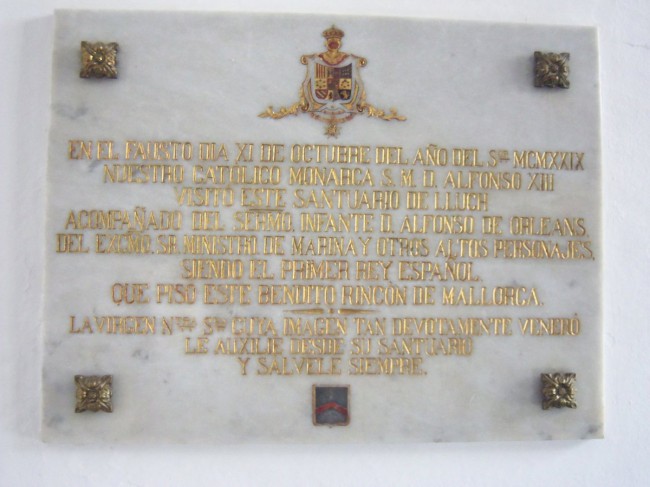 EN EL FAUSTO DIA XI DE OCTUBRE DEL AÑO DEL Sor MCMXXIX
NUESTRO CATÓLICO MONARCA S. M. D. ALFONSO XIII
VISITO ESTE SANTUARIO DE LLUCH
ACOMPAÑADO DEL SERMO. INFANTE D. ALFONSO DE ORLEANS.
DEL EXCMO. SR. MINISTRO DE MARINA Y OTROS ALTOS PERSONAJES.
SIENDO EL PRIMER REY ESPAÑOL.
QUE PISO ESTE BENDITO RINCÓN DE MALLORCA.
LA VIRGEN Ntra Sra CUYA IMAGEN TAN DEVOTAMENTE VENERÓ
LE AUXILIE DESDE SU SANTUARIO
Y SALVELE SIEMPRE.